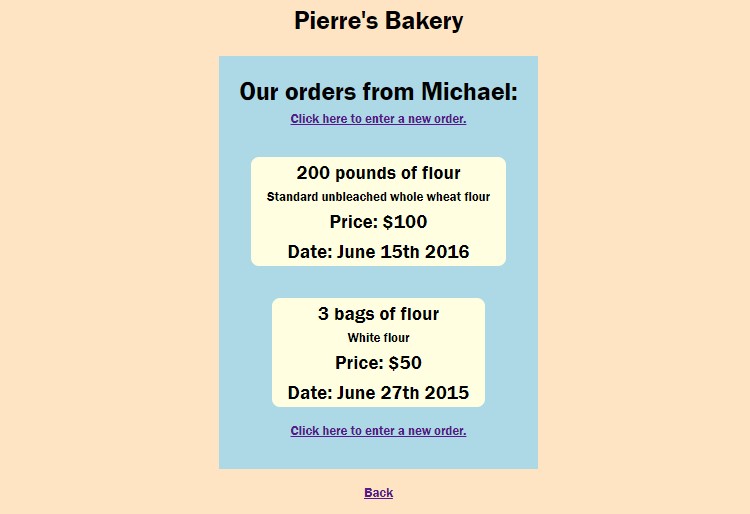 Pierre's Bakery
Our orders from Michael:
Click here to enter a new order.
200 pounds of flour
Standard unbleached whole wheat flour
Price: $100
Date: June 15th 2016
3 bags of flour
White flour
Price: $50
Date: June 27th 2015
Click here to enter a new order.
Back